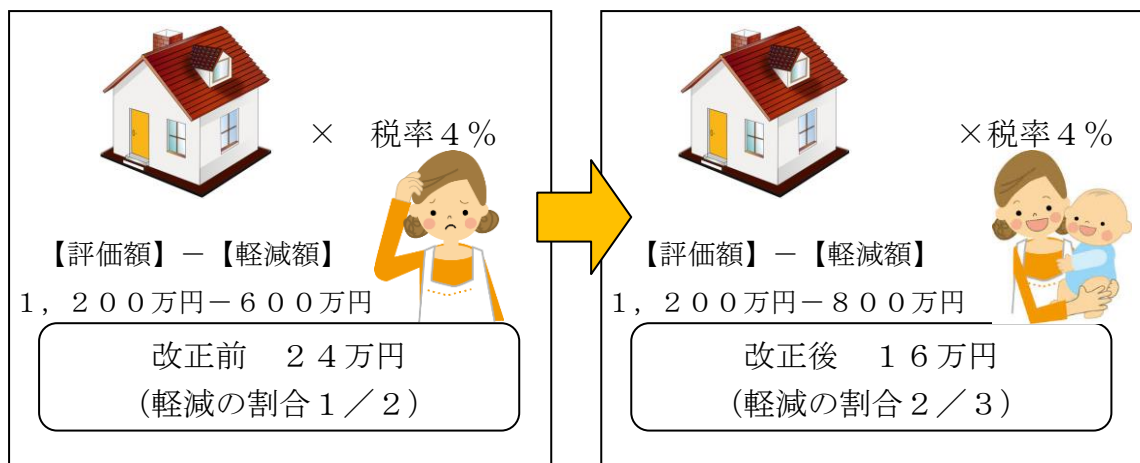 ×　税率４％
【評価額】－【軽減額】
１，２００万円－６００万円
改正前　２４万円
（軽減の割合１／２）
×税率４％
【評価額】－【軽減額】
１，２００万円－８００万円
改正後　１６万円
（軽減の割合２／３）